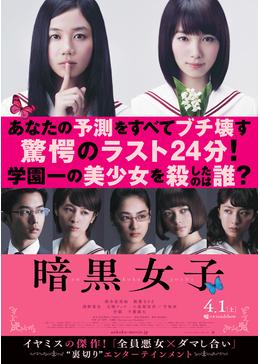 あなたの予測をすべてブチ壊す
驚愕のラスト24分!
学園一の美少女を殺したのは誰?
暗黒女子
4.1(土)
roadshow
イヤミスの傑作!「全員悪女×ダマし合い」
“裏切り”エンターテインメント